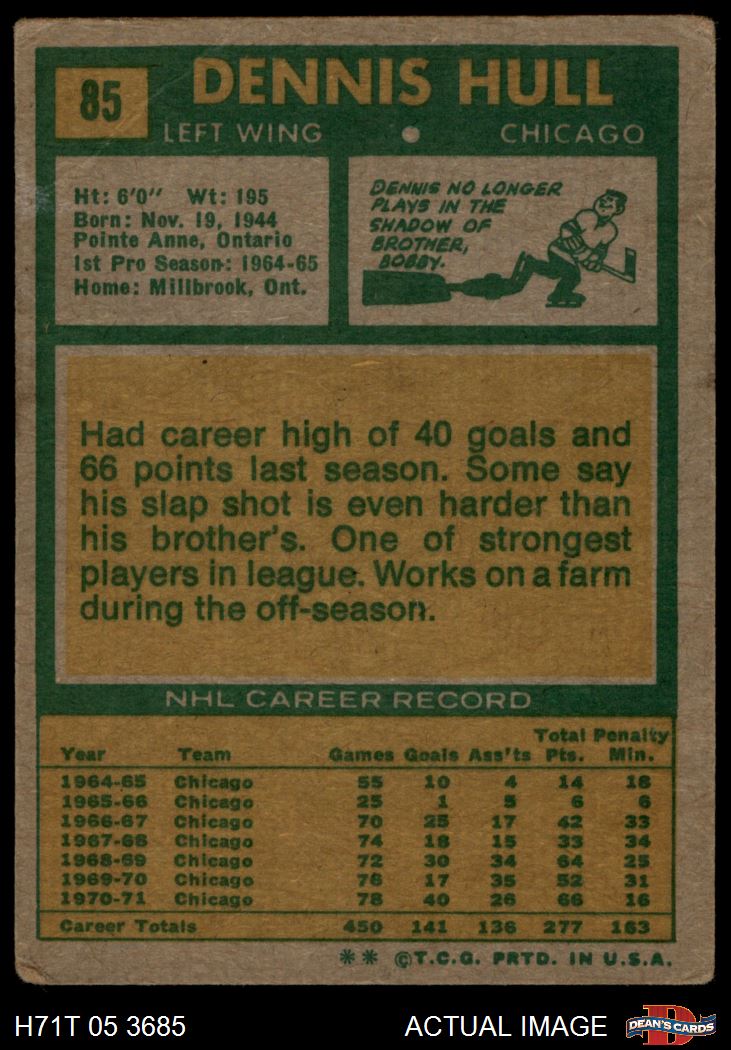 85
DENNIS HULL
LEFT WING • CHICAGO
Ht: 6'0" Wt: 195
Born: Nov. 19, 1944
Pointe Anne, Ontario
1st Pro Season: 1964-65
Home: Millbrook, Ont.
DENNIS NO LONGER
PLAYS IN THE
SHADOW OF
BROTHER,
BOBBY.
Had career high of 40 goals and
66 points last season. Some say
his slap shot is even harder than
his brother's. One of strongest
players in league. Works on a farm
during the off-season.
NHL CAREER RECORD
Total Penalty
Year Team Games Goals Ass'ts Pts. Min.
1964-65 Chicago 55 10 4 14 18
1965-66 Chicago 25 1 5 6 6
1966-67 Chicago 70 25 17 42 33
1967-68 Chicago 74 18 15 33 34
1968-69 Chicago 72 30 34 64 25
1969-70 Chicago 76 17 35 52 31
1970-71 Chicago 78 40 26 66 16
Career Totals 450 141 136 277 163
** ©T.C.G. PRTD. IN U.S.A.
H71T 05 3685 ACTUAL IMAGE
D
DEAN'S CARDS